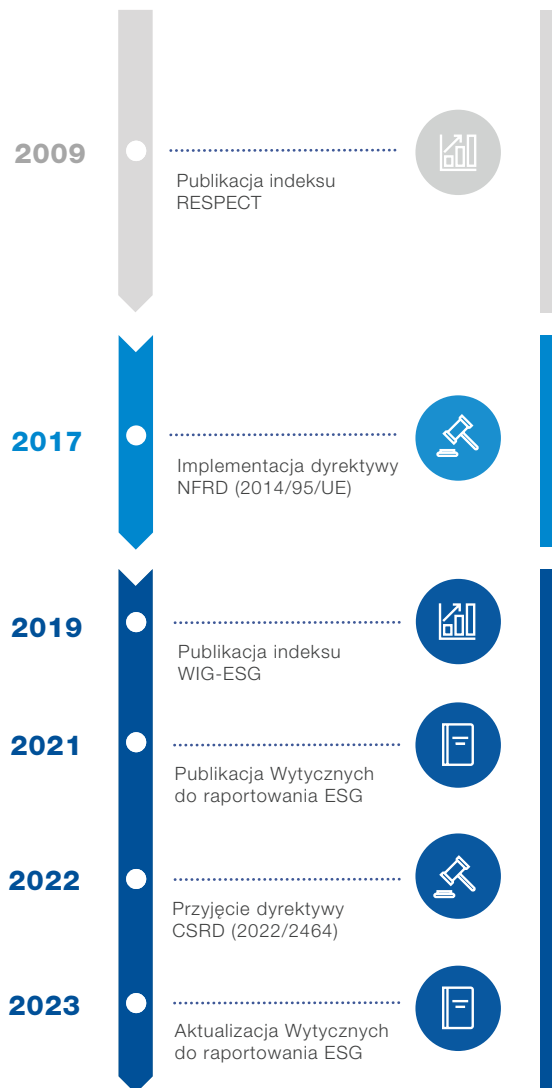 2009
Publikacja indeksu
RESPECT
2017
Implementacja dyrektywy
NFRD (2014/95/UE)
2019
Publikacja indeksu
WIG-ESG
2021
Publikacja Wytycznych
do raportowania ESG
2022
Przyjęcie dyrektywy
CSRD (2022/2464)
2023
Aktualizacja Wytycznych
do raportowania ESG